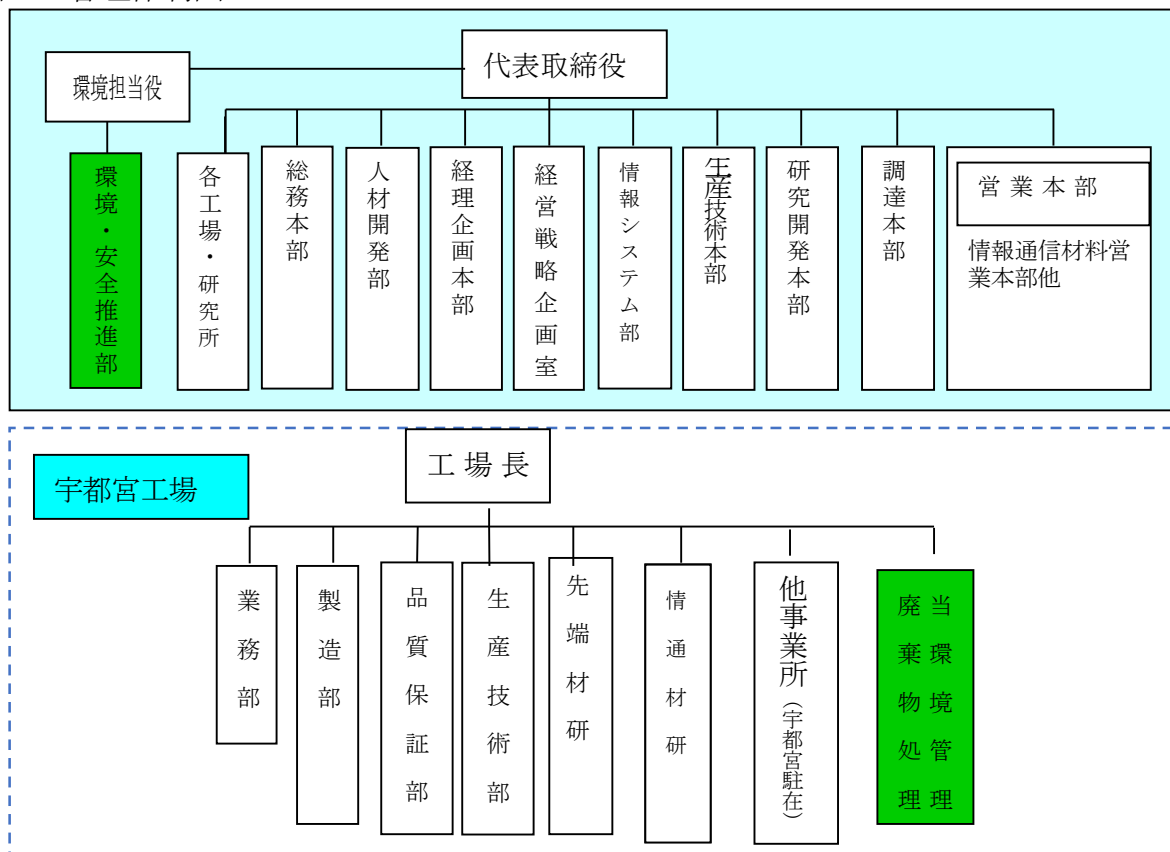 代表取締役
環境担当役
環境・安全推進部
各工場・研究所
総務本部
人材開発部
経理企画本部
経営戦略企画室
情報システム部
生産技術本部
研究開発本部
調達本部
営業本部
情報通信材料営
業本部他
工場長
宇都宮工場
業務部
製造部
品質保証部
生産技術部
先端材研
情通材研
他事業所(宇都宮駐在)
当環境管理
廃棄物処理